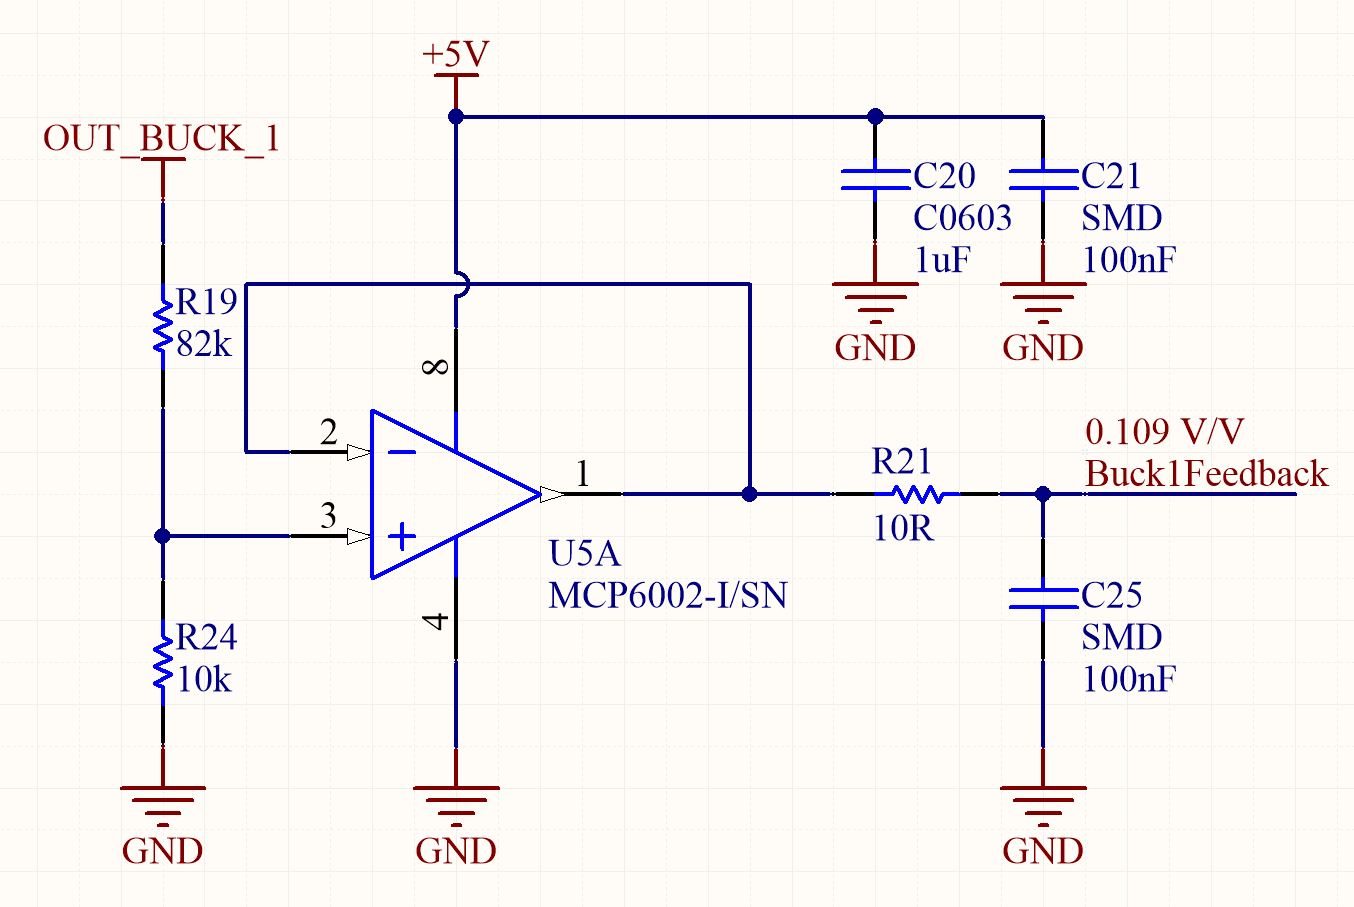 +5V
OUT_BUCK_1
C20
C0603
1uF
C21
SMD
100nF
GND
GND
R19
82k
8
2
3
1
4
−
+
U5A
MCP6002-I/SN
R21
10R
0.109 V/V
Buck1Feedback
R24
10k
C25
SMD
100nF
GND
GND
GND